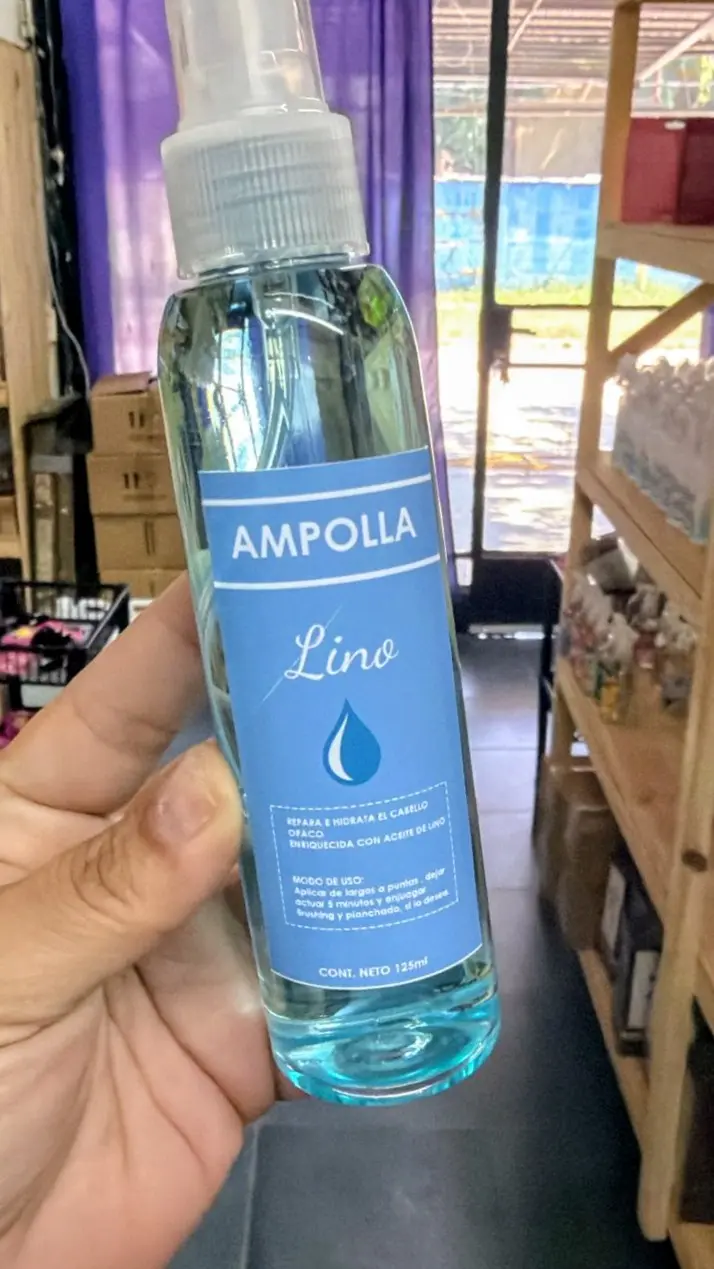 AMPOLLA
Lino
REPARA E HIDRATA EL CABELLO
OPACO
ENRIQUECIDA CON ACEITE DE LINO
MODO DE USO:
Aplicar de largos a puntas , dejar
actuar 5 minutos y enjuagar
Brushing y planchado, si lo desea.
CONT. NETO 125ml